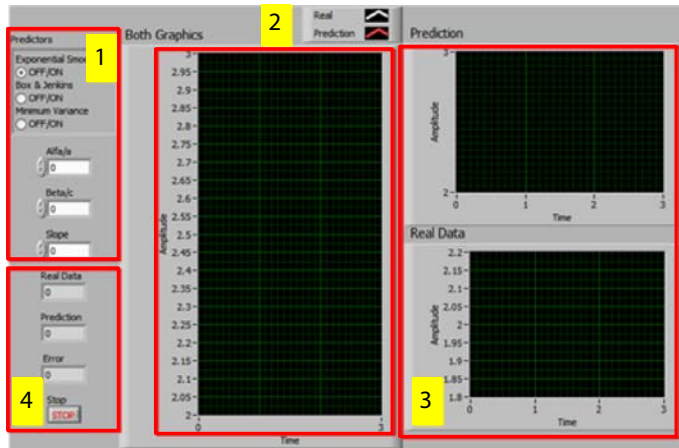 Predictors
1
Exponential Smoo
OFF/ON
Box & Jenkins
OFF/ON
Minimum Variance
OFF/ON
Alfa/a
0
Beta/c
0
Slope
0
4
Real Data
0
Prediction
0
Error
0
Stop
STOP
Both Graphics
2
Real
Prediction
Amplitude
3
2.95
2.9
2.85
2.8
2.75
2.7
2.65
2.6
2.55
2.5
2.45
2.4
2.35
2.3
2.25
2.2
2.15
2.1
2.05
2
0 3
Time
Prediction
Amplitude
3
2
0 1 2 3
Time
Real Data
3
Amplitude
2.2
2.15
2.1
2.05
2
1.95
1.9
1.85
1.8
0 1 2 3
Time